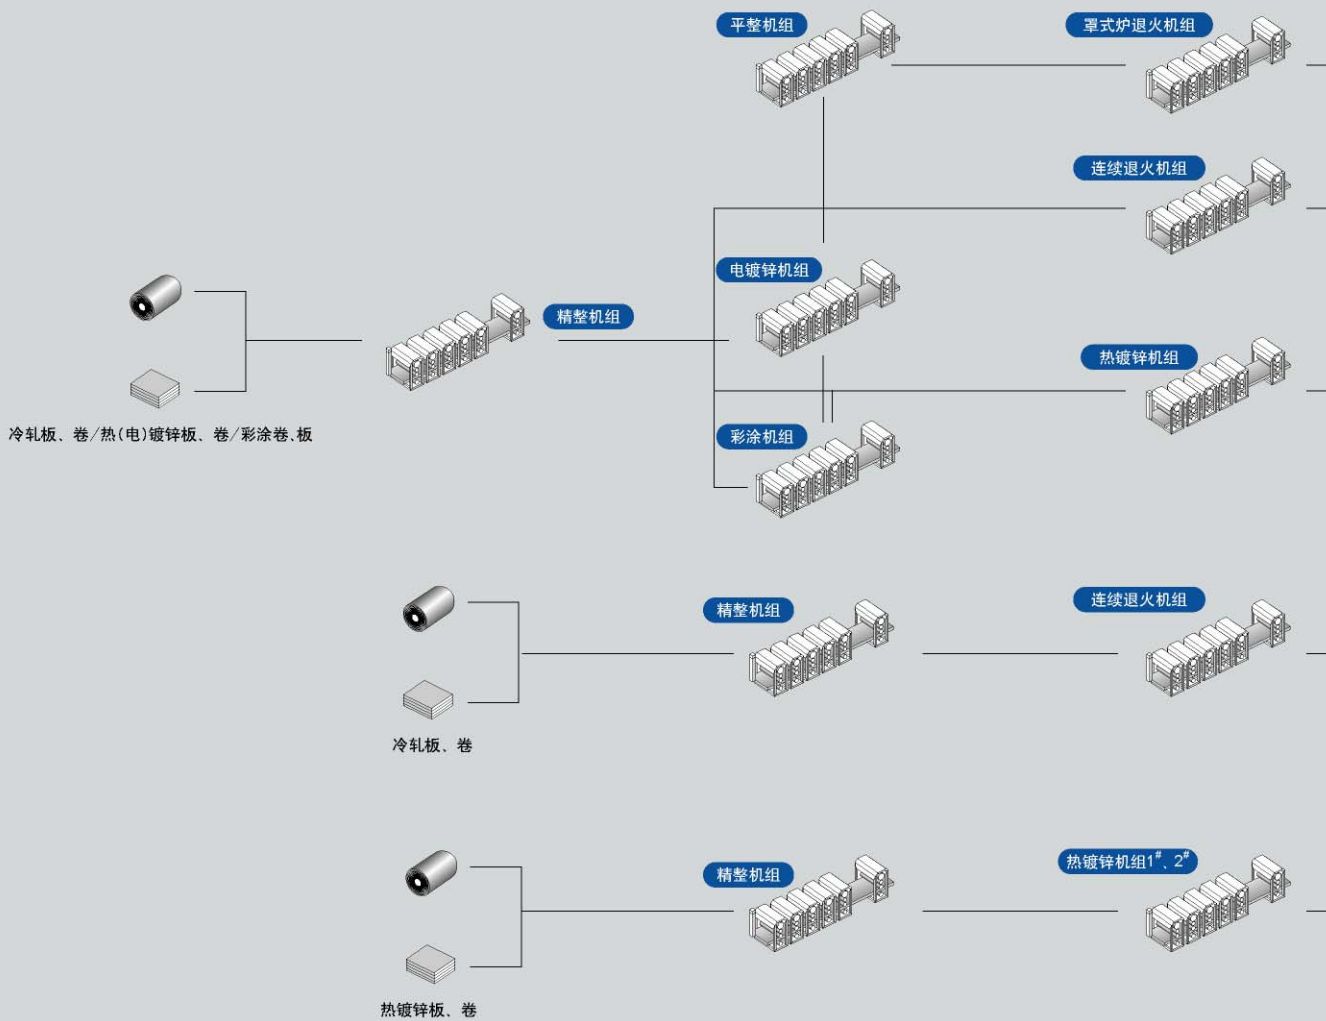 平整机组
罩式炉退火机组
连续退火机组
电镀锌机组
精整机组
热镀锌机组
冷轧板、卷/热(电)镀锌板、卷/彩涂卷、板
彩涂机组
精整机组
连续退火机组
冷轧板、卷
精整机组
热镀锌机组1#、2#
热镀锌板、卷